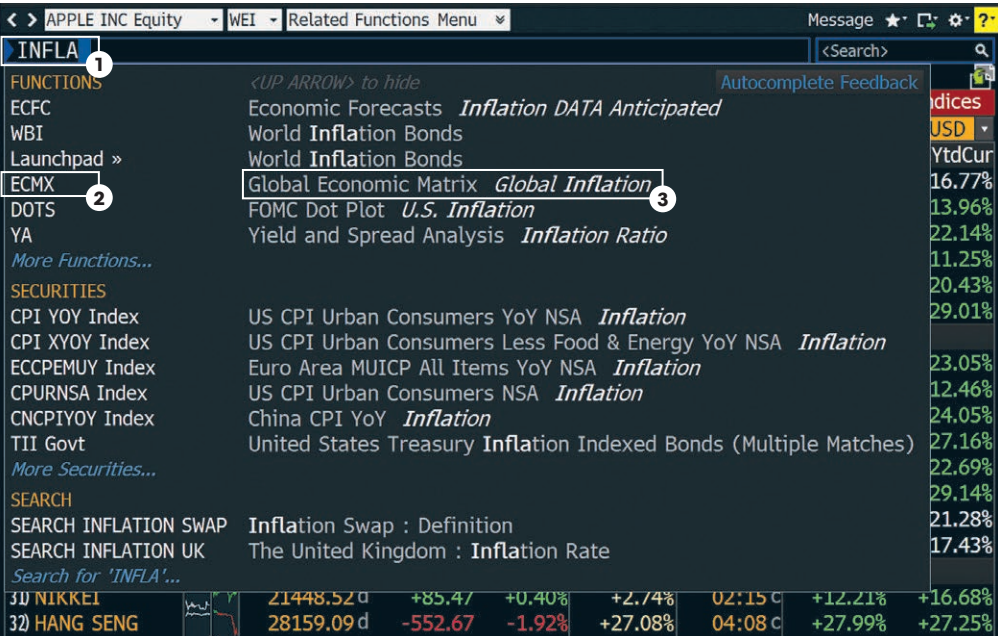 < > APPLE INC Equity WEI Related Functions Menu Message ?
INFLA <Search>
1
FUNCTIONS <UP ARROW> to hide Autocomplete Feedback
ECFC Economic Forecasts Inflation DATA Anticipated
WBI World Inflation Bonds
Launchpad » World Inflation Bonds
ECMX Global Economic Matrix Global Inflation
2 3
DOTS FOMC Dot Plot U.S. Inflation
YA Yield and Spread Analysis Inflation Ratio
More Functions...
SECURITIES
CPI YOY Index US CPI Urban Consumers YoY NSA Inflation
CPI XYOY Index US CPI Urban Consumers Less Food & Energy YoY NSA Inflation
ECCPEMUY Index Euro Area MUICP All Items YoY NSA Inflation
CPURNSA Index US CPI Urban Consumers NSA Inflation
CNCPIYOY Index China CPI YoY Inflation
TII Govt United States Treasury Inflation Indexed Bonds (Multiple Matches)
More Securities...
SEARCH
SEARCH INFLATION SWAP Inflation Swap : Definition
SEARCH INFLATION UK The United Kingdom : Inflation Rate
Search for 'INFLA'...
ndices
USD
YtdCur
16.77%
13.96%
22.14%
11.25%
20.43%
29.01%
23.05%
12.46%
24.05%
27.16%
22.69%
29.14%
21.28%
17.43%
31) NIKKEI 21448.52 d +85.47 +0.40% +2.74% 02:15 c +12.21% +16.68%
32) HANG SENG 28159.09 d -552.67 -1.92% +27.08% 04:08 c +27.99% +27.25%